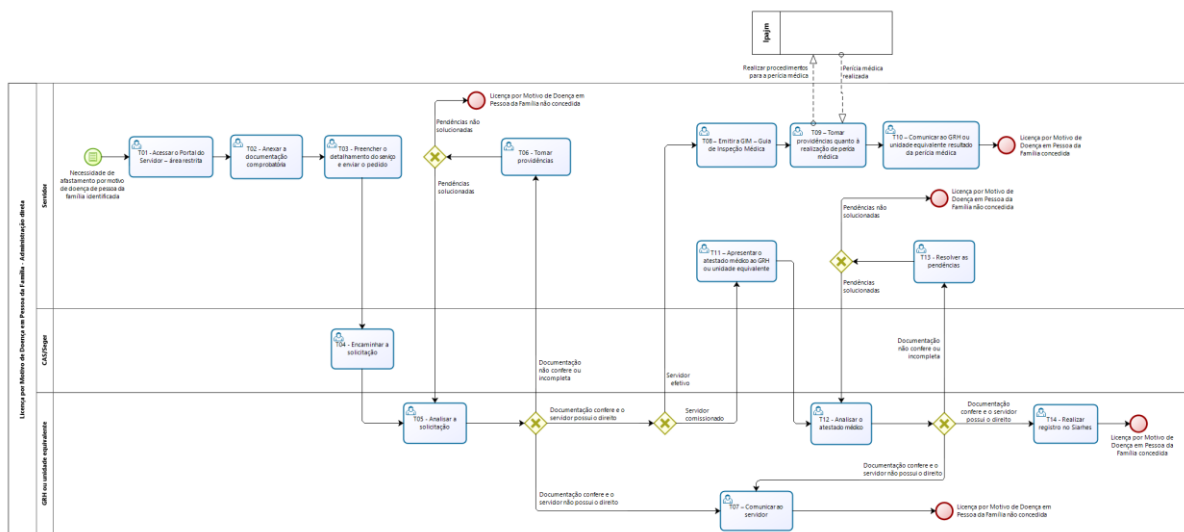 Ipajm
Realizar procedimentos
para a perícia médica
Perícia médica
realizada
Licença por Motivo de Doença em Pessoa da Família - Administração direta
Servidor
Licença por Motivo de Doença em
Pessoa da Família não concedida
Pendências não
solucionadas
Necessidade de
afastamento por motivo
de doença de pessoa da
família identificada
T01 - Acessar o Portal do
Servidor – área restrita
T02 - Anexar a
documentação
comprobatória
T03 - Preencher o
detalhamento do serviço
e enviar o pedido
T06 - Tomar
providências
Pendências
solucionadas
T08 – Emitir a GIM – Guia
de Inspeção Médica
T09 – Tomar
providências quanto à
realização de perícia
médica
T10 – Comunicar ao GRH ou
unidade equivalente resultado
da perícia médica
Licença por Motivo de
Doença em Pessoa da
Família concedida
Pendências não
solucionadas
Licença por Motivo de
Doença em Pessoa da
Família não concedida
T11 – Apresentar o
atestado médico ao GRH
ou unidade equivalente
T13 - Resolver as
pendências
Pendências
solucionadas
CAS/Seger
T04 - Encaminhar a
solicitação
Documentação
não confere ou
incompleta
Servidor
efetivo
Documentação
não confere ou
incompleta
GRH ou unidade equivalente
T05 - Analisar a
solicitação
Documentação confere e o
servidor possui o direito
Servidor
comissionado
T12 - Analisar o
atestado médico
Documentação
confere e o servidor
possui o direito
T14 - Realizar
registro no Siarhes
Licença por Motivo de
Doença em Pessoa da
Família concedida
Documentação confere e o
servidor não possui o direito
Documentação confere e o
servidor não possui o direito
T07 – Comunicar ao
servidor
Licença por Motivo de Doença em
Pessoa da Família não concedida